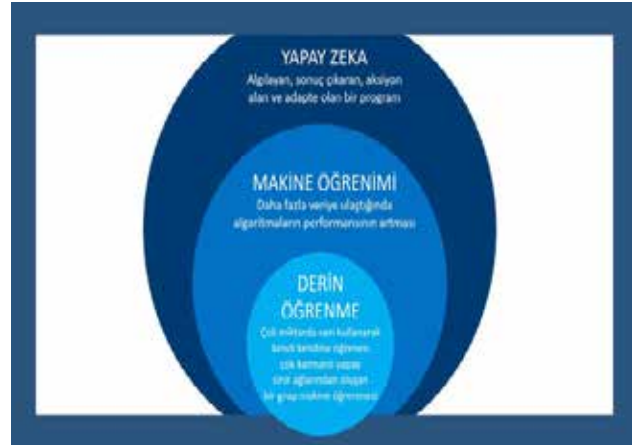 YAPAY ZEKA
Algılayan, sonuç çıkaran, aksiyon
alan ve adapte olan bir program
MAKİNE ÖĞRENİMİ
Daha fazla veriye ulaştığında
algoritmaların performansının artması
DERİN
ÖĞRENME
Çok miktarda veri kullanarak
kendi kendine öğrenen
çok katmanlı yapay
sinir ağlarından oluşan
bir grup makine öğrenmesi